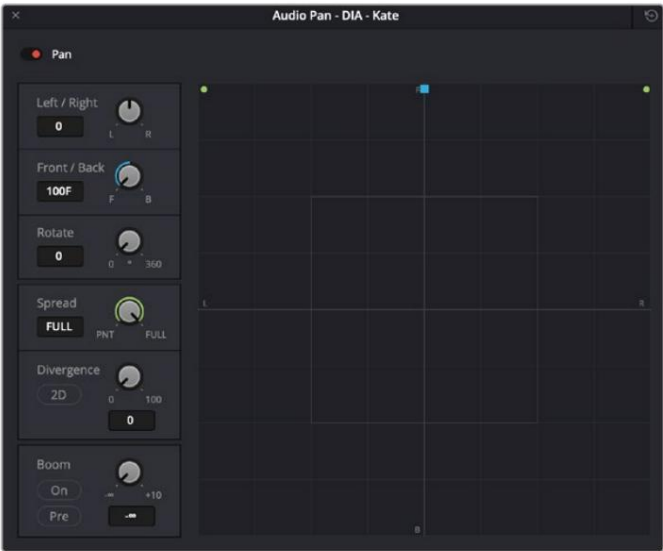 × Audio Pan - DIA - Kate
Pan
Left / Right
0
L R
Front / Back
100F
F B
Rotate
0
0 * 360
Spread
FULL
PNT FULL
Divergence
2D
0 100
0
Boom
On
-∞ +10
Pre
-∞
F
L R
B